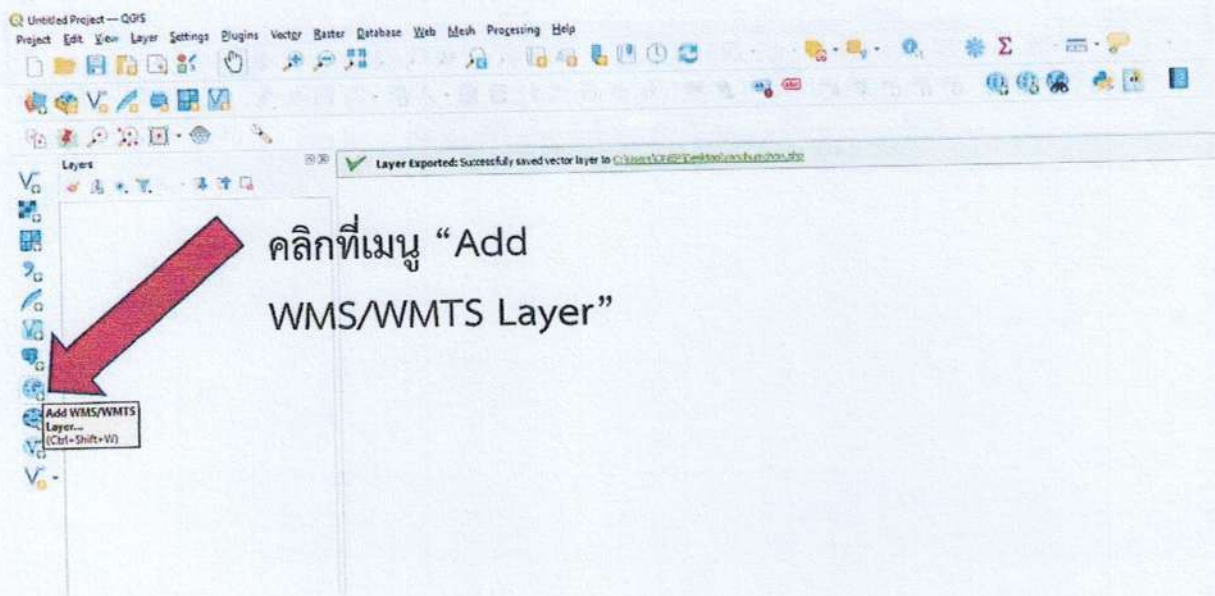 Untitled Project — QGIS
Project Edit View Layer Settings Plugins Vector Raster Database Web Mesh Processing Help
Layers
Layer Exported: Successfully saved vector layer to
คลิกที่เมนู “Add
WMS/WMTS Layer”
Add WMS/WMTS
Layer...
(Ctrl+Shift+W)